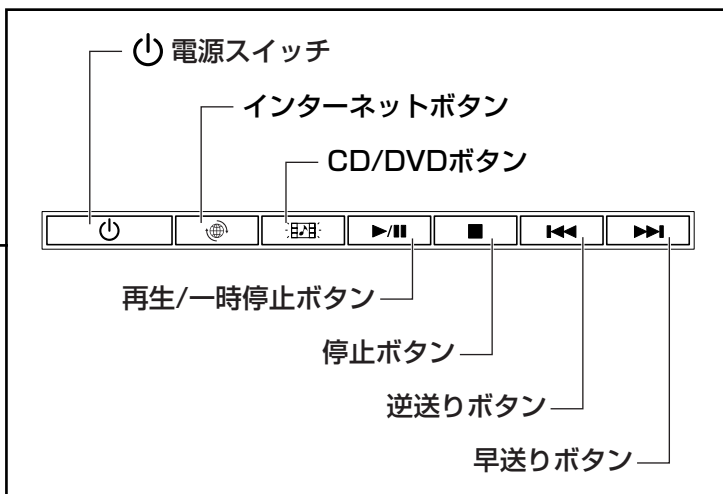 電源スイッチ
インターネットボタン
CD/DVDボタン
再生/一時停止ボタン
停止ボタン
逆送りボタン
早送りボタン